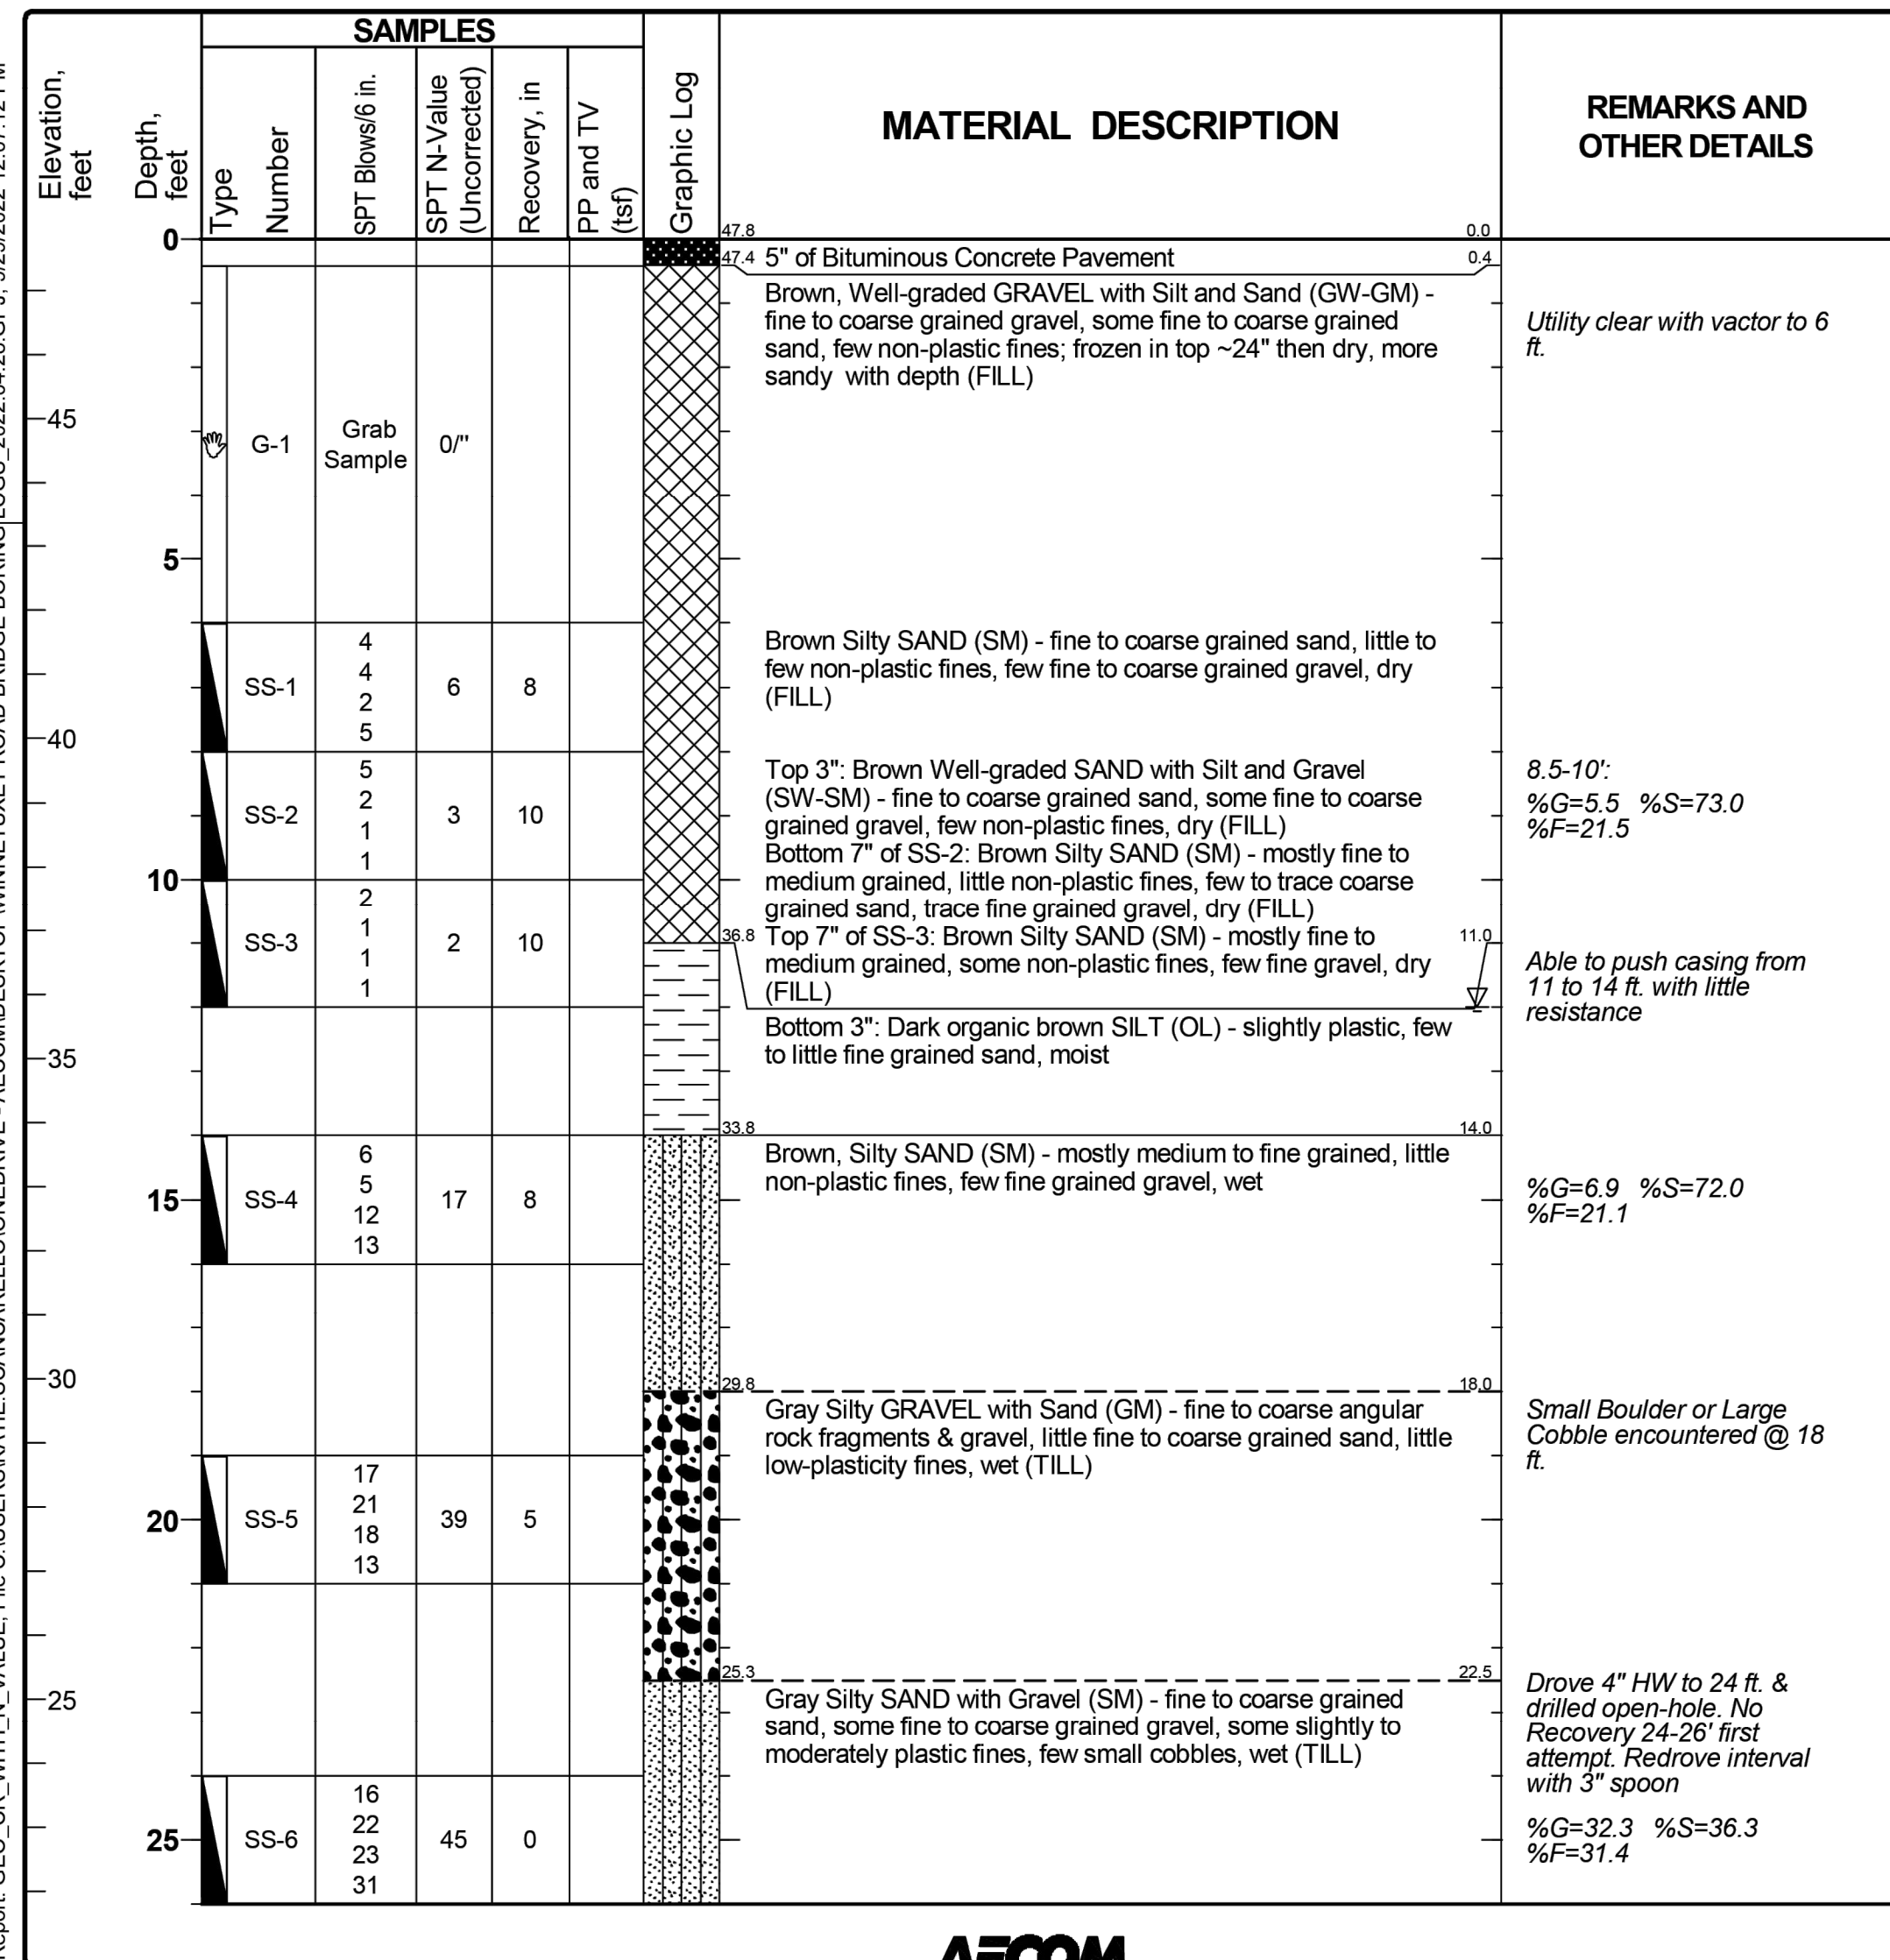 SAMPLES
Elevation,
feet
Depth,
feet
Type
Number
SPT Blows/6 in.
SPT N-Value
(Uncorrected)
Recovery, in
PP and TV
(tsf)
Graphic Log
MATERIAL DESCRIPTION
REMARKS AND
OTHER DETAILS
0
47.8
0.0
47.4
5" of Bituminous Concrete Pavement
0.4
Brown, Well-graded GRAVEL with Silt and Sand (GW-GM) -
fine to coarse grained gravel, some fine to coarse grained
sand, few non-plastic fines; frozen in top ~24" then dry, more
sandy with depth (FILL)
Utility clear with vactor to 6
ft.
45
G-1
Grab
Sample
0/"
5
SS-1
4
4
2
5
6
8
Brown Silty SAND (SM) - fine to coarse grained sand, little to
few non-plastic fines, few fine to coarse grained gravel, dry
(FILL)
40
SS-2
5
2
1
1
3
10
Top 3": Brown Well-graded SAND with Silt and Gravel
(SW-SM) - fine to coarse grained sand, some fine to coarse
grained gravel, few non-plastic fines, dry (FILL)
Bottom 7" of SS-2: Brown Silty SAND (SM) - mostly fine to
medium grained, little non-plastic fines, few to trace coarse
grained sand, trace fine grained gravel, dry (FILL)
8.5-10':
%G=5.5 %S=73.0
%F=21.5
10
SS-3
2
1
1
1
2
10
36.8
Top 7" of SS-3: Brown Silty SAND (SM) - mostly fine to
medium grained, some non-plastic fines, few fine gravel, dry
(FILL)
11.0
Able to push casing from
11 to 14 ft. with little
resistance
Bottom 3": Dark organic brown SILT (OL) - slightly plastic, few
to little fine grained sand, moist
35
33.8
14.0
15
SS-4
6
5
12
13
17
8
Brown, Silty SAND (SM) - mostly medium to fine grained, little
non-plastic fines, few fine grained gravel, wet
%G=6.9 %S=72.0
%F=21.1
30
29.8
18.0
Gray Silty GRAVEL with Sand (GM) - fine to coarse angular
rock fragments & gravel, little fine to coarse grained sand, little
low-plasticity fines, wet (TILL)
Small Boulder or Large
Cobble encountered @ 18
ft.
20
SS-5
17
21
18
13
39
5
25.3
22.5
25
Gray Silty SAND with Gravel (SM) - fine to coarse grained
sand, some fine to coarse grained gravel, some slightly to
moderately plastic fines, few small cobbles, wet (TILL)
Drove 4" HW to 24 ft. &
drilled open-hole. No
Recovery 24-26' first
attempt. Redrove interval
with 3" spoon
25
SS-6
16
22
23
31
45
0
%G=32.3 %S=36.3
%F=31.4
AECOM